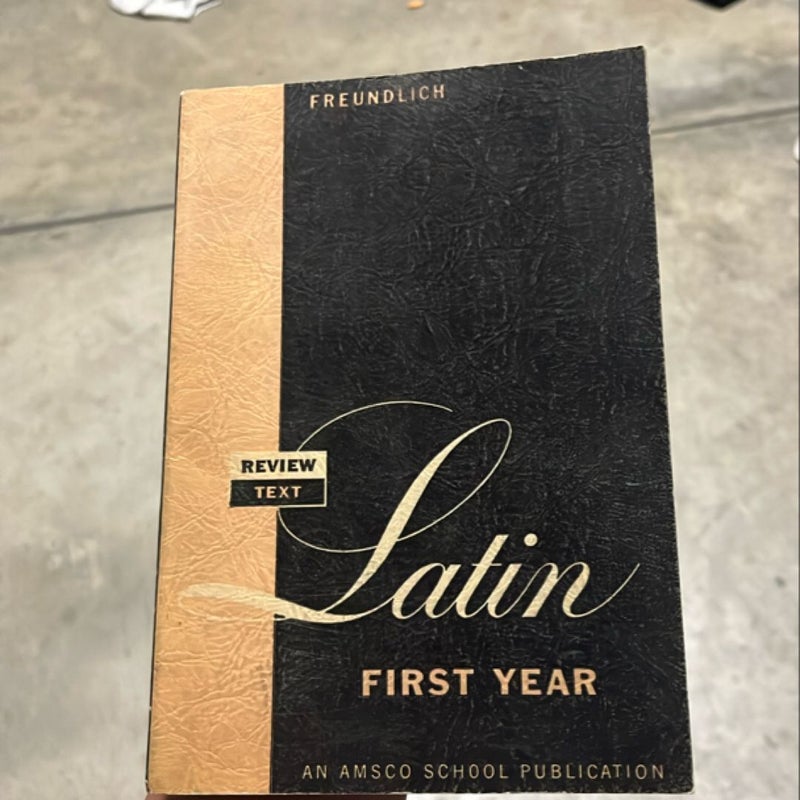 FREUNDLICH
REVIEW
TEXT
Latin
FIRST YEAR
AN AMSCO SCHOOL PUBLICATION